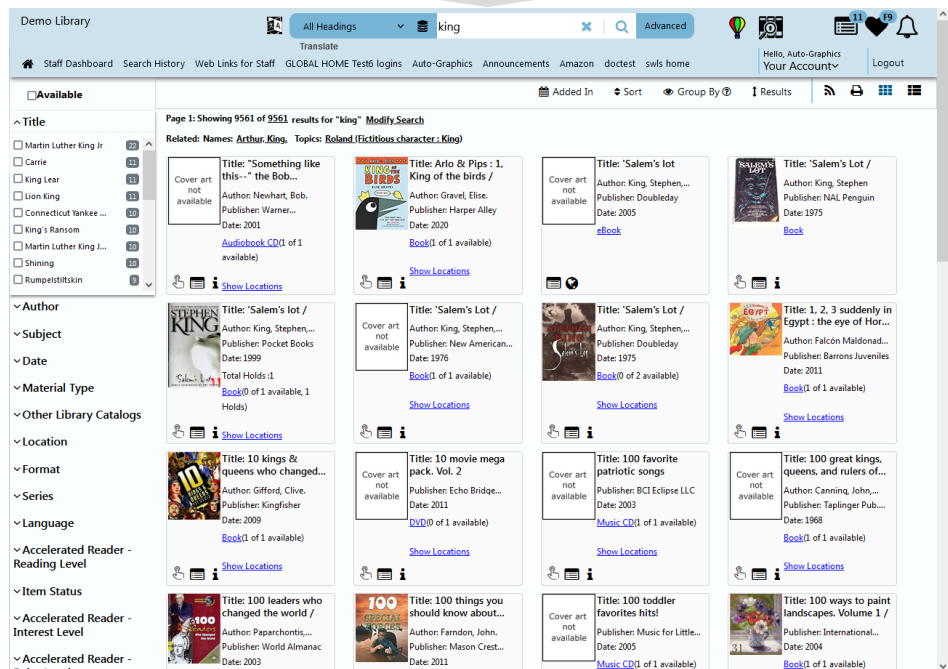 Demo Library
All Headings
king
Advanced
11
F9
Translate
Hello, Auto-Graphics
Your Account
Logout
Staff Dashboard Search History Web Links for Staff GLOBAL HOME Test6 logins Auto-Graphics Announcements Amazon doctest swls home
Available
Added In Sort Group By Results
Title
Martin Luther King Jr 22
Carrie 11
King Lear 11
Lion King 11
Connecticut Yankee ... 10
King's Ransom 10
Martin Luther King J... 10
Shining 10
Rumpelstiltskin 9
Author
Subject
Date
Material Type
Other Library Catalogs
Location
Format
Series
Language
Accelerated Reader -
Reading Level
Item Status
Accelerated Reader -
Interest Level
Accelerated Reader -
Page 1: Showing 9561 of 9561 results for "king" Modify Search
Related: Names: Arthur, King, Topics: Roland (Fictitious character : King)
Cover art
not
available
Title: "Something like
this--" the Bob...
Author: Newhart, Bob.
Publisher: Warner...
Date: 2001
Audiobook CD(1 of 1
available)
Show Locations
KING OF THE
BIRDS
Title: Arlo & Pips : 1,
King of the birds /
Author: Gravel, Elise.
Publisher: Harper Alley
Date: 2020
Book(1 of 1 available)
Show Locations
Cover art
not
available
Title: 'Salem's lot
Author: King, Stephen,...
Publisher: Doubleday
Date: 2005
eBook
SALEM'S
LOT
Title: 'Salem's Lot /
Author: King, Stephen
Publisher: NAL Penguin
Date: 1975
Book
STEPHEN
KING
'Salem's Lot
Title: 'Salem's Lot /
Author: King, Stephen,...
Publisher: Pocket Books
Date: 1999
Total Holds :1
Book(0 of 1 available, 1
Holds)
Show Locations
Cover art
not
available
Title: 'Salem's Lot /
Author: King, Stephen,...
Publisher: New American...
Date: 1976
Book(1 of 1 available)
Show Locations
Salem's Lot
Title: 'Salem's Lot /
Author: King, Stephen,...
Publisher: Doubleday
Date: 1975
Book(0 of 2 available)
Show Locations
EGYPT
Title: 1, 2, 3 suddenly in
Egypt : the eye of Hor...
Author: Falcón Maldonad...
Publisher: Barrons Juveniles
Date: 2011
Book(1 of 1 available)
Show Locations
10
Title: 10 kings &
queens who changed...
Author: Gifford, Clive.
Publisher: Kingfisher
Date: 2009
Book(1 of 1 available)
Show Locations
Cover art
not
available
Title: 10 movie mega
pack. Vol. 2
Publisher: Echo Bridge...
Date: 2011
DVD(0 of 1 available)
Show Locations
Cover art
not
available
Title: 100 favorite
patriotic songs
Publisher: BCI Eclipse LLC
Date: 2003
Music CD(1 of 1 available)
Show Locations
Cover art
not
available
Title: 100 great kings,
queens, and rulers of...
Author: Canning, John,...
Publisher: Taplinger Pub....
Date: 1968
Book(1 of 1 available)
Show Locations
100
Leaders
Title: 100 leaders who
changed the world /
Author: Paparchontis,...
Publisher: World Almanac
Date: 2003
100
SPECIAL
FORCES
Title: 100 things you
should know about...
Author: Farndon, John.
Publisher: Mason Crest...
Date: 2011
Cover art
not
available
Title: 100 toddler
favorites hits!
Publisher: Music for Little...
Date: 2005
Music CD(1 of 1 available)
31
Title: 100 ways to paint
landscapes. Volume 1 /
Publisher: International...
Date: 2004
Book(1 of 1 available)